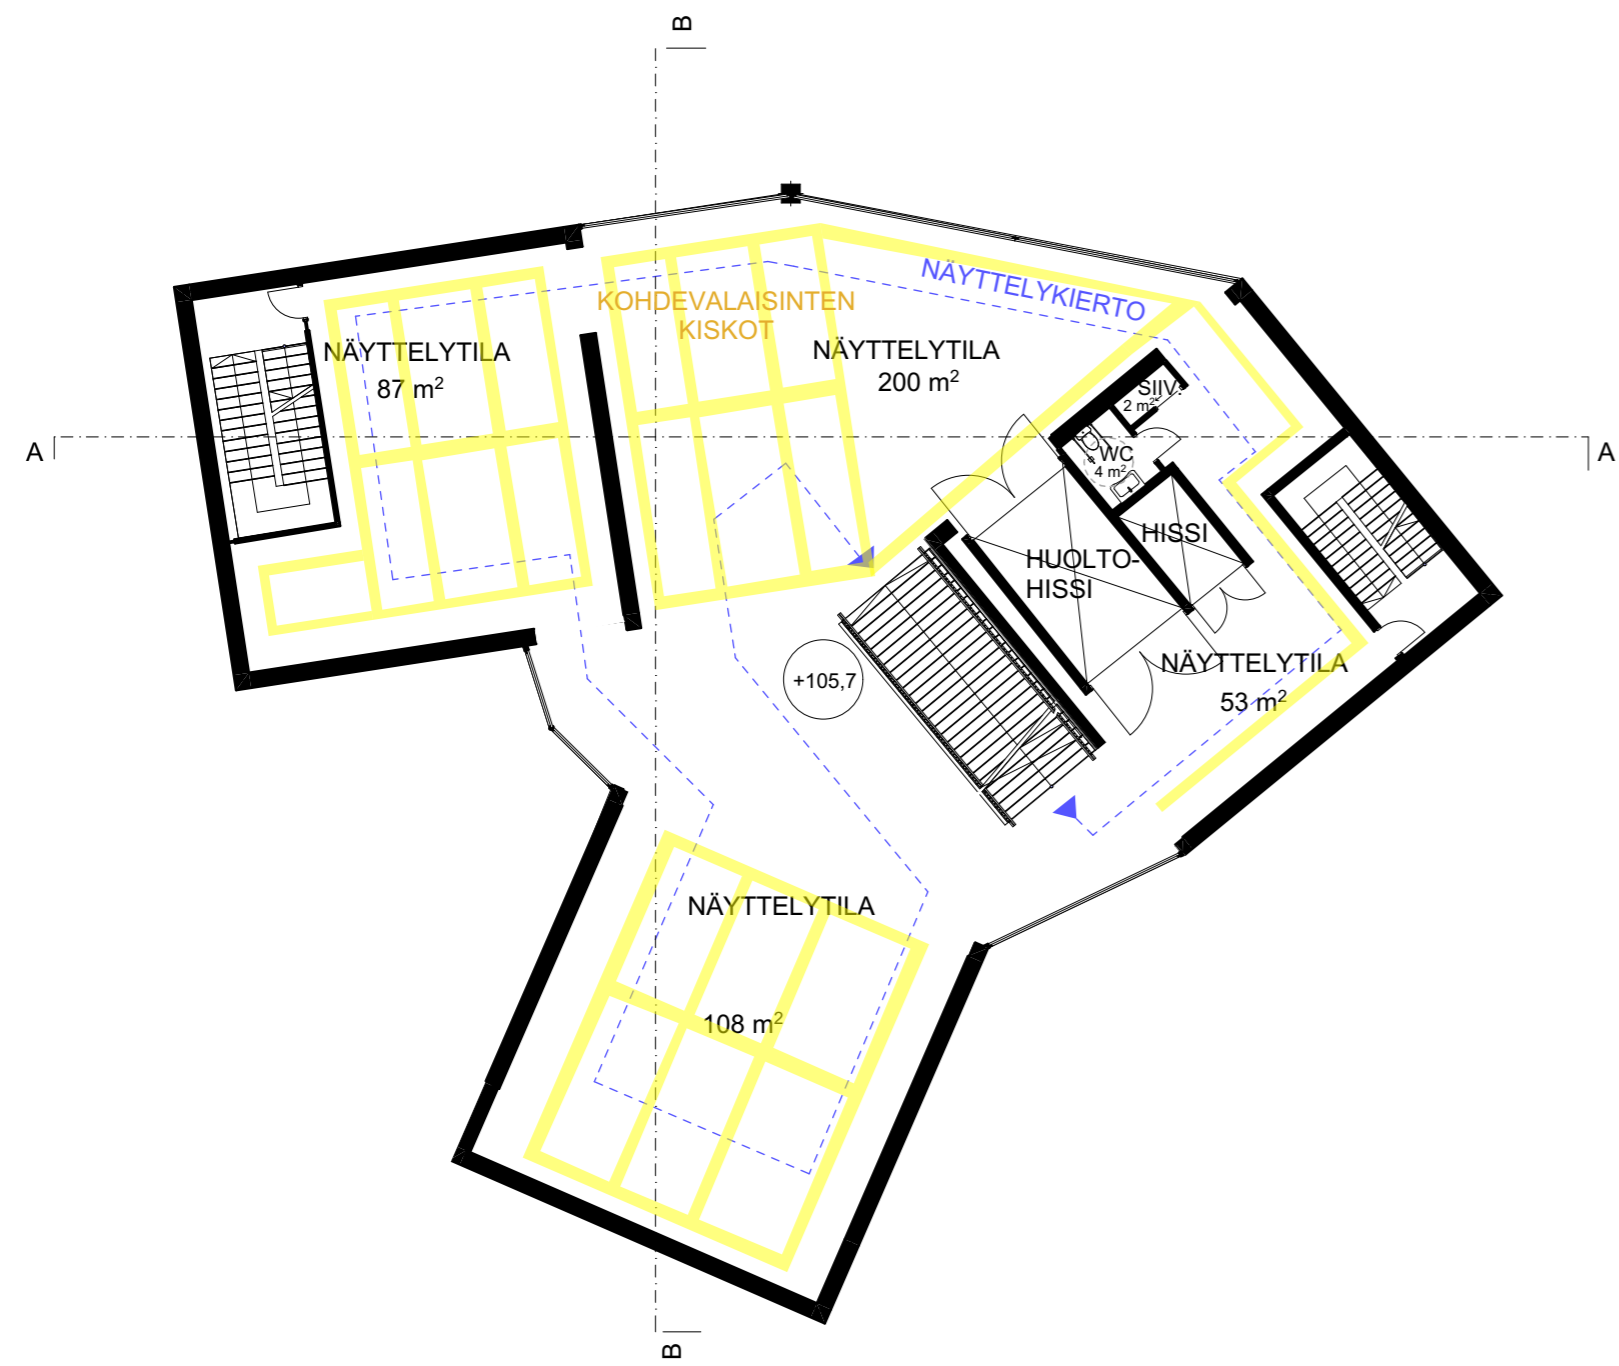 B
NÄYTTELYKIERTO
KOHDEVALAISINTEN
KISKOT
NÄYTTELYTILA
87 m²
NÄYTTELYTILA
200 m²
SIIV.
2 m²
A
A
WC
4 m²
HISSI
HUOLTO-
HISSI
NÄYTTELYTILA
53 m²
+105,7
NÄYTTELYTILA
108 m²
B